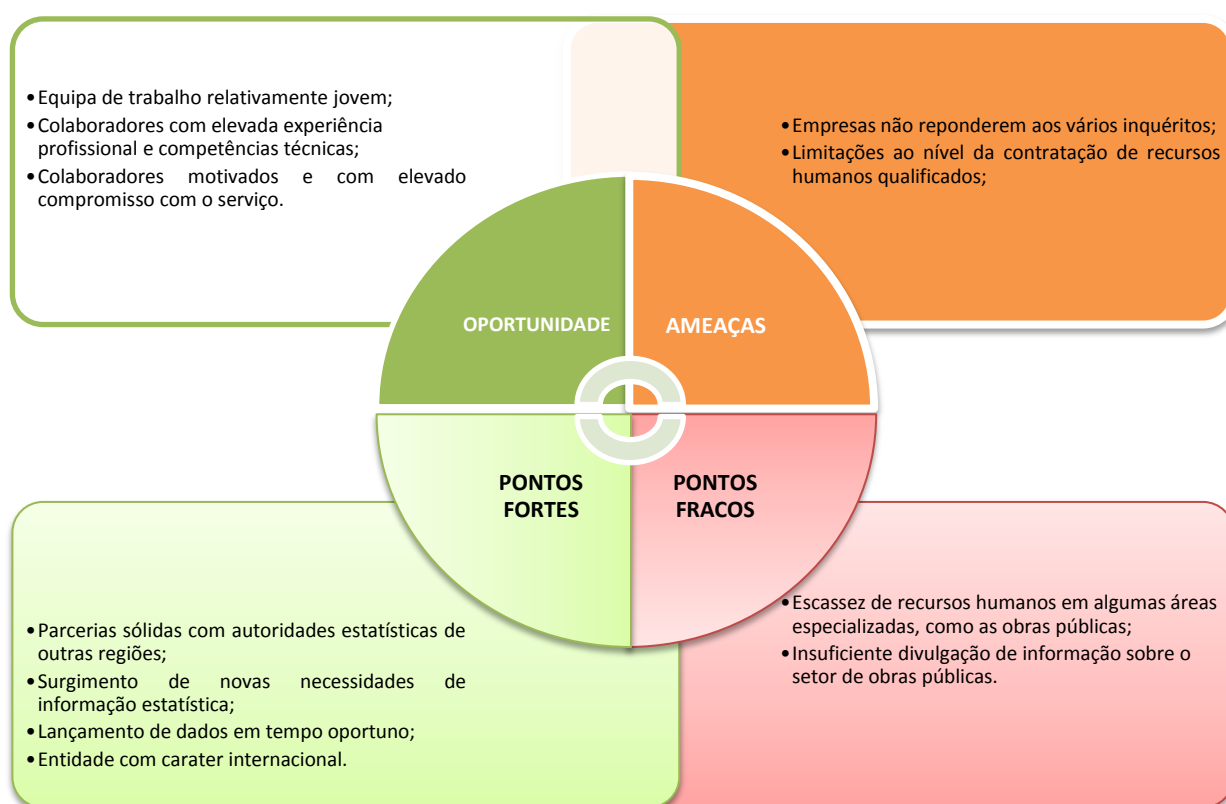 •Equipa de trabalho relativamente jovem;
•Colaboradores com elevada experiência
profissional e competências técnicas;
•Colaboradores motivados e com elevado
compromisso com o serviço.
•Empresas não reponderem aos vários inquéritos;
•Limitações ao nível da contratação de recursos
humanos qualificados;
OPORTUNIDADE
AMEAÇAS
PONTOS
FORTES
PONTOS
FRACOS
•Parcerias sólidas com autoridades estatísticas de
outras regiões;
•Surgimento de novas necessidades de
informação estatística;
•Lançamento de dados em tempo oportuno;
•Entidade com carater internacional.
•Escassez de recursos humanos em algumas áreas
especializadas, como as obras públicas;
•Insuficiente divulgação de informação sobre o
setor de obras públicas.